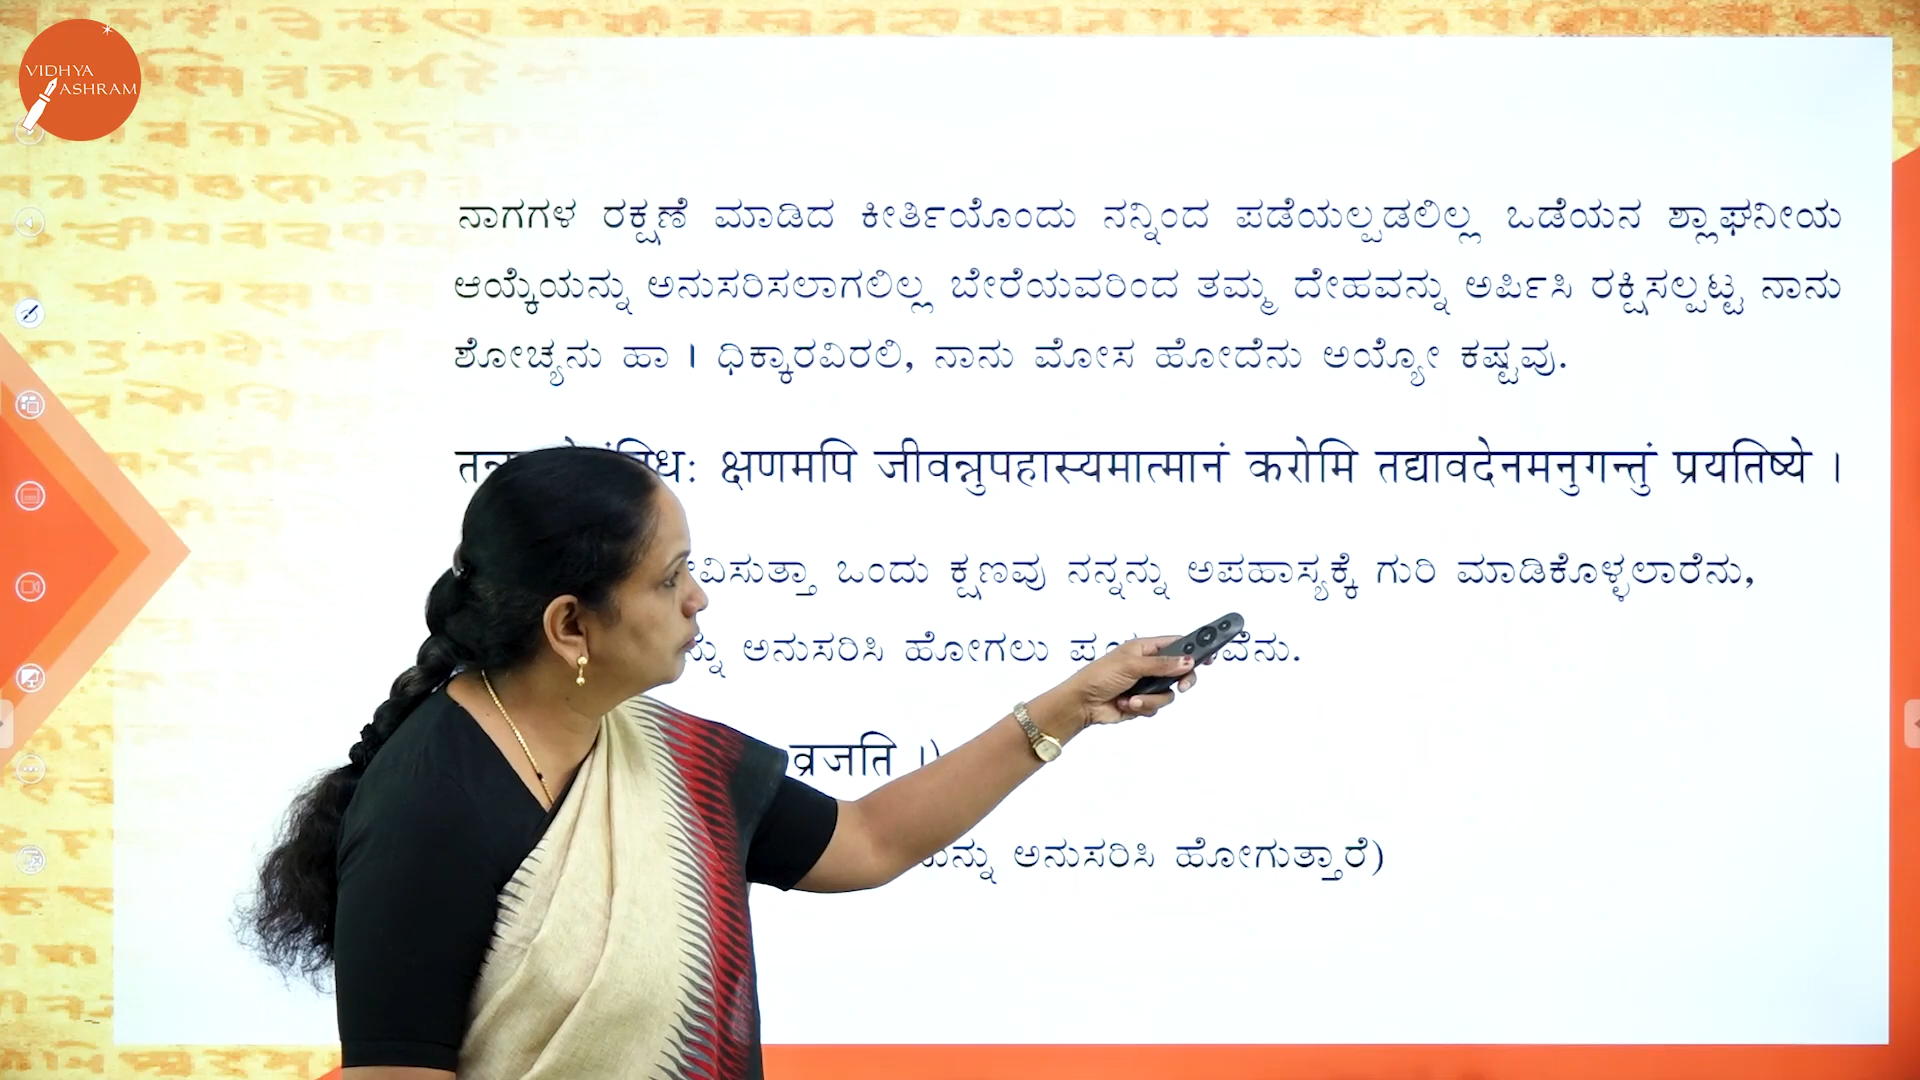 VIDHYA
ASHRAM
ನಾಗಗಳ ರಕ್ಷಣೆ ಮಾಡಿದ ಕೀರ್ತಿಯೊಂದು ನನ್ನಿಂದ ಪಡೆಯಲ್ಪಡಲಿಲ್ಲ ಒಡೆಯನ ಶ್ಲಾಘನೀಯ
ಆಯ್ಕೆಯನ್ನು ಅನುಸರಿಸಲಾಗಲಿಲ್ಲ ಬೇರೆಯವರಿಂದ ತಮ್ಮ ದೇಹವನ್ನು ಅರ್ಪಿಸಿ ರಕ್ಷಿಸಲ್ಪಟ್ಟ ನಾನು
ಶೋಚ್ಯನು ಹಾ । ಧಿಕ್ಕಾರವಿರಲಿ, ನಾನು ಮೋಸ ಹೋದೆನು ಅಯ್ಯೋ ಕಷ್ಟವು.
क्षणमपि जीवन्नुपहास्यमात्मानं करोमि तद्यावदेनमनुगन्तुं प्रयतिष्ये ।
ಒಂದು ಕ್ಷಣವು ನನ್ನನ್ನು ಅಪಹಾಸ್ಯಕ್ಕೆ ಗುರಿ ಮಾಡಿಕೊಳ್ಳಲಾರೆನು,
ಅನುಸರಿಸಿ ಹೋಗಲು
व्रजति ।)
ಅನುಸರಿಸಿ ಹೋಗುತ್ತಾರೆ)